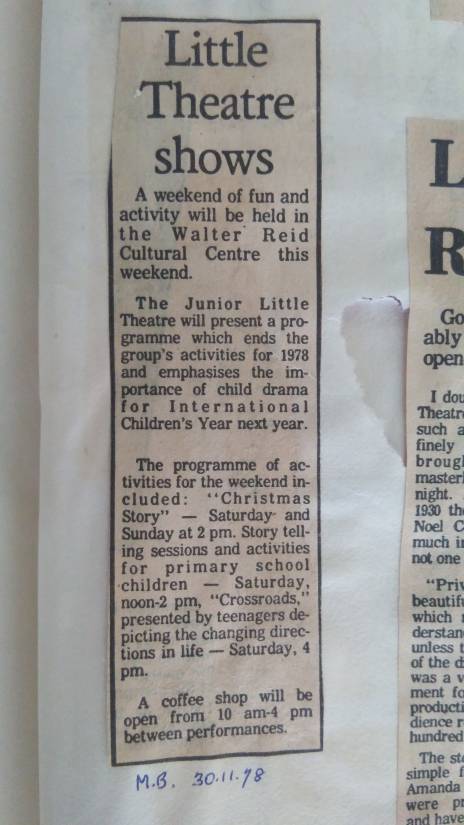 Little
Theatre
shows
A weekend of fun and
activity will be held in
the Walter Reid
Cultural Centre this
weekend.
The Junior Little
Theatre will present a pro-
gramme which ends the
group's activities for 1978
and emphasises the im-
portance of child drama
for International
Children's Year next year.
The programme of ac-
tivities for the weekend in-
cluded: "Christmas
Story" — Saturday and
Sunday at 2 pm. Story tell-
ing sessions and activities
for primary school
children — Saturday,
noon-2 pm, "Crossroads,"
presented by teenagers de-
picting the changing direc-
tions in life — Saturday, 4
pm.
A coffee shop will be
open from 10 am-4 pm
between performances.
M.B. 30.11.78
L
R
Go
ably
open
I dou
Theatre
such a
finely
brough
masterl
night.
1930 the
Noel C
much in
not one
"Priv
beautifu
which
derstan
unless t
of the d
was a v
ment fo
producti
dience r
hundred
The st
simple f
Amanda
were pr
and have